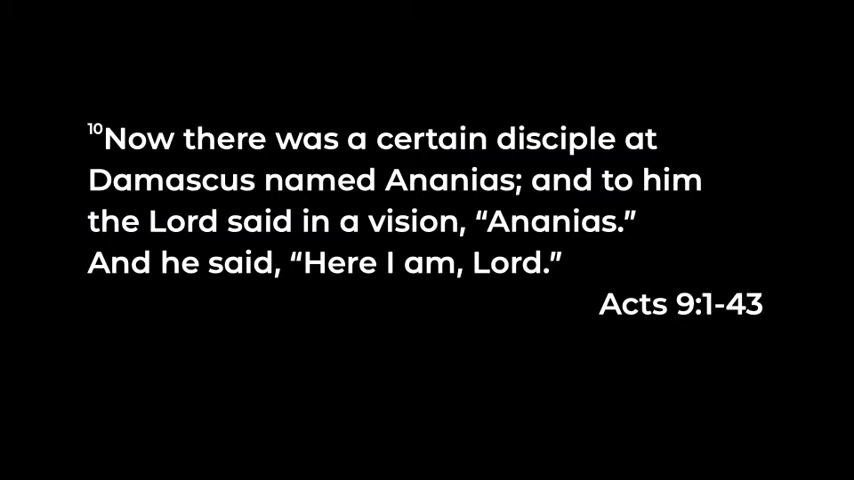 10Now there was a certain disciple at
Damascus named Ananias; and to him
the Lord said in a vision, “Ananias.”
And he said, “Here I am, Lord.”
Acts 9:1-43